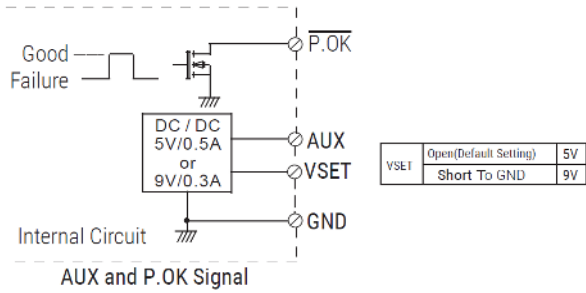 Good
Failure
P.OK
DC / DC
5V/0.5A
or
9V/0.3A
AUX
VSET
GND
Internal Circuit
AUX and P.OK Signal
VSET
Open(Default Setting) 5V
Short To GND 9V